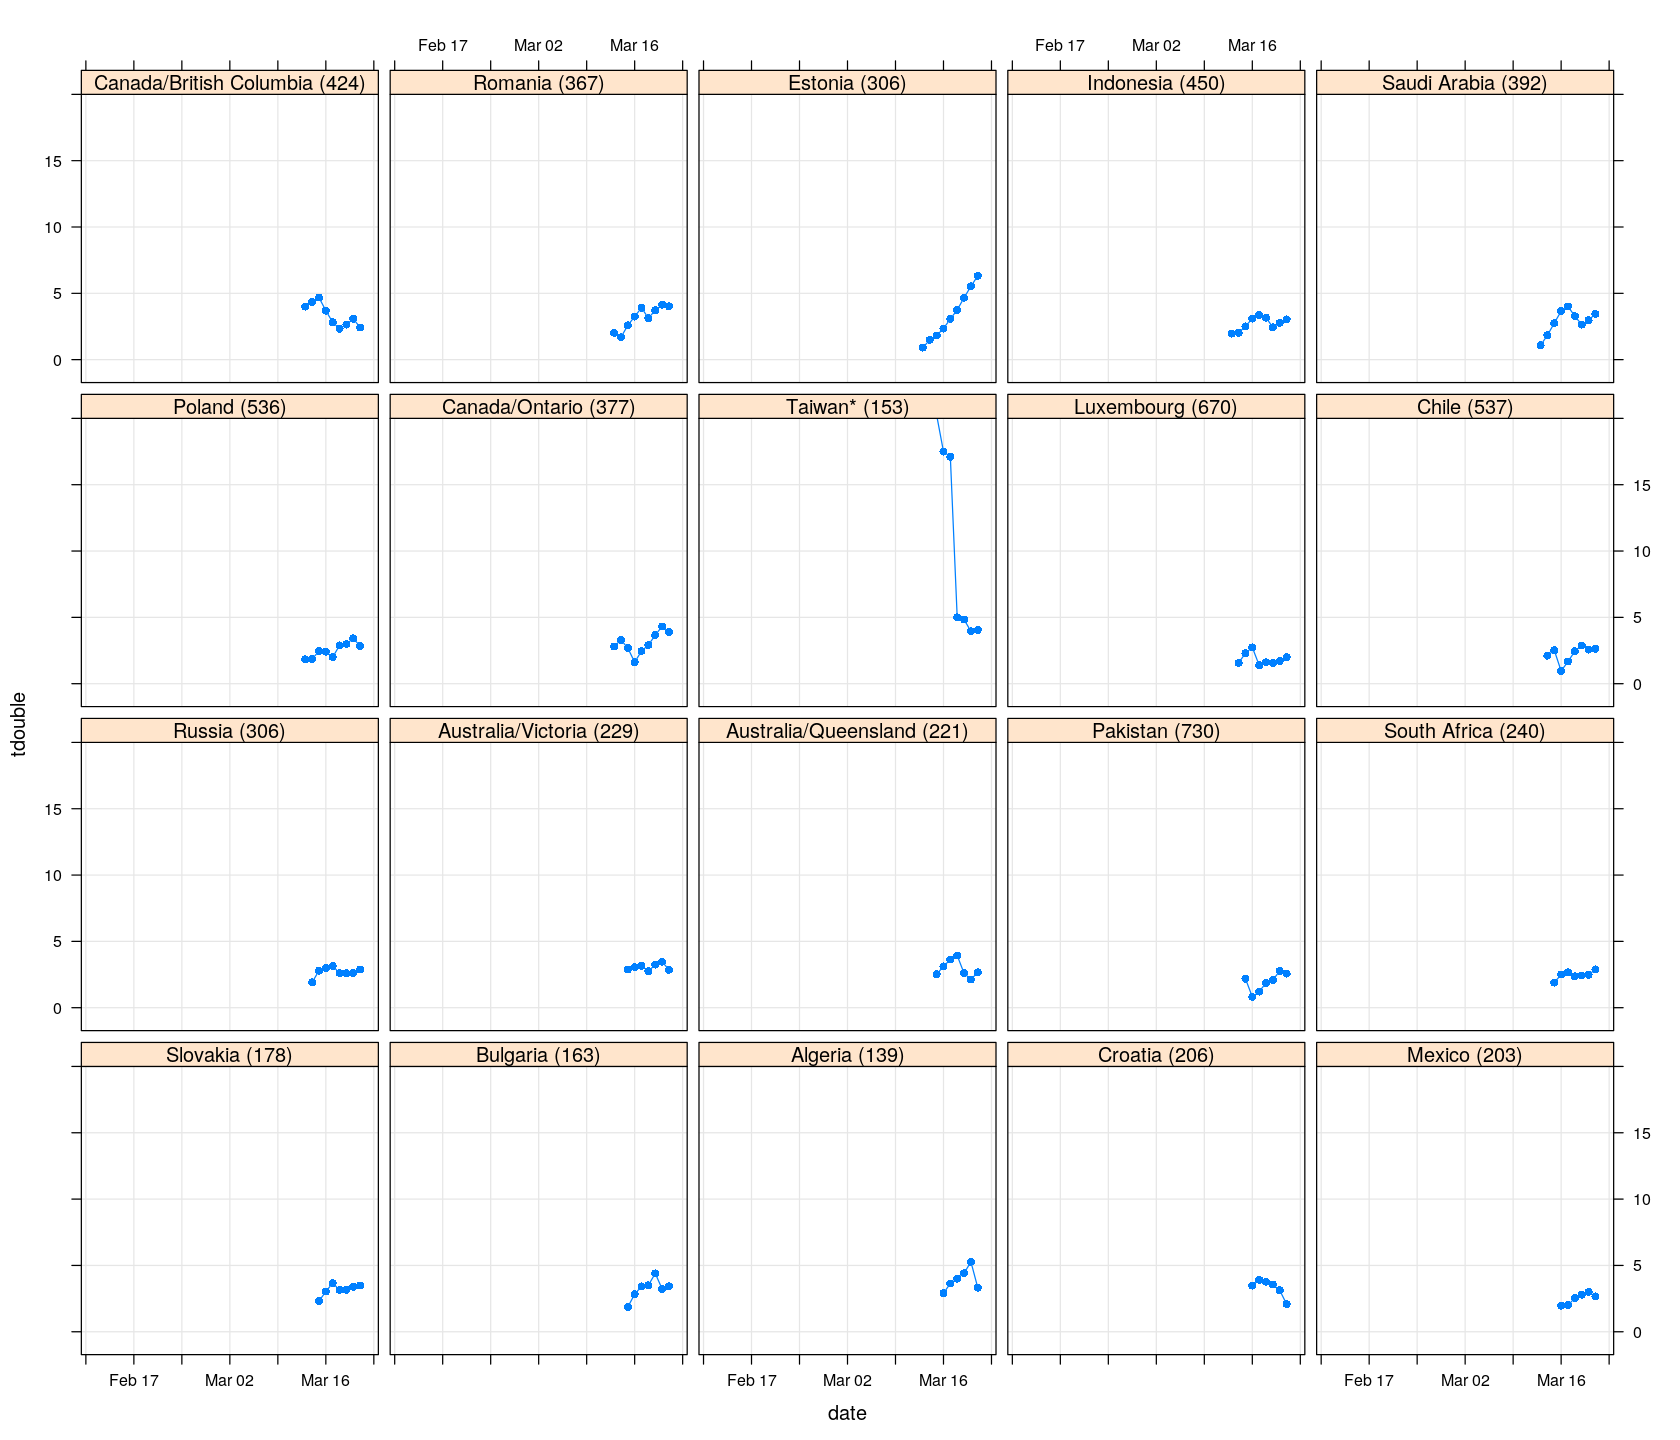 Feb 17 Mar 02 Mar 16 Feb 17 Mar 02 Mar 16
Canada/British Columbia (424) Romania (367) Estonia (306) Indonesia (450) Saudi Arabia (392)
15
10
5
0
Poland (536) Canada/Ontario (377) Taiwan* (153) Luxembourg (670) Chile (537)
15
10
5
0
tdouble
Russia (306) Australia/Victoria (229) Australia/Queensland (221) Pakistan (730) South Africa (240)
15
10
5
0
Slovakia (178) Bulgaria (163) Algeria (139) Croatia (206) Mexico (203)
15
10
5
0
Feb 17 Mar 02 Mar 16 Feb 17 Mar 02 Mar 16 Feb 17 Mar 02 Mar 16
date